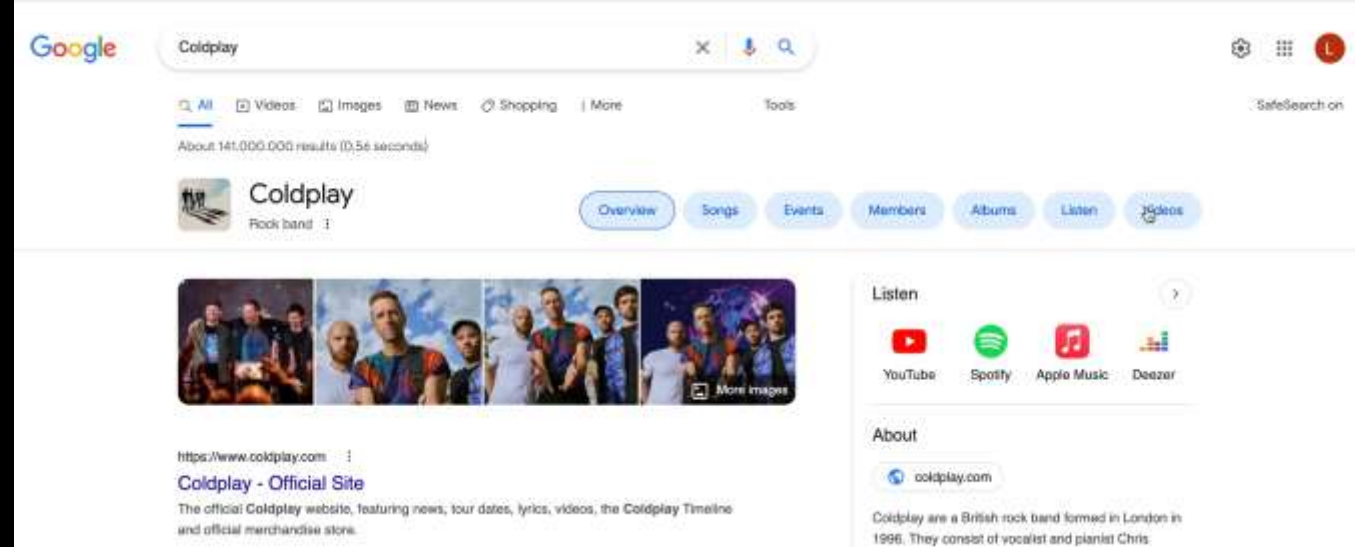 Google
Coldplay
All Videos Images News Shopping More Tools SafeSearch on
L
About 141.000.000 results (0,56 seconds)
Coldplay
Rock band
Overview Songs Events Members Albums Listen Videos
More images
https://www.coldplay.com
Coldplay - Official Site
The official Coldplay website, featuring news, tour dates, lyrics, videos, the Coldplay Timeline
and official merchandise store.
Listen
YouTube Spotify Apple Music Deezer
About
coldplay.com
Coldplay are a British rock band formed in London in
1996. They consist of vocalist and pianist Chris